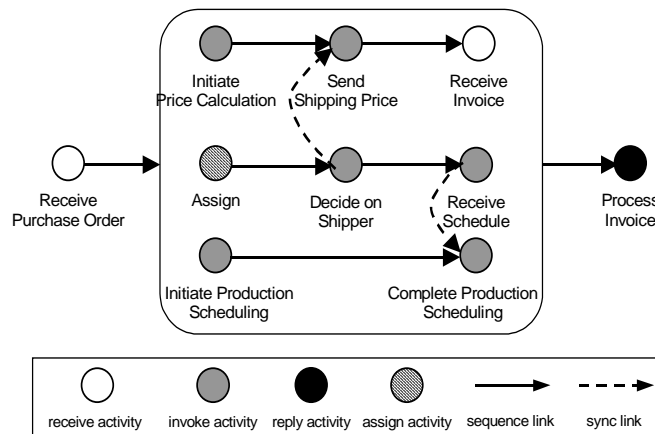 Initiate
Price Calculation
Send
Shipping Price
Receive
Invoice
Receive
Purchase Order
Assign
Decide on
Shipper
Receive
Schedule
Process
Invoice
Initiate Production
Scheduling
Complete Production
Scheduling
receive activity
invoke activity
reply activity
assign activity
sequence link
sync link